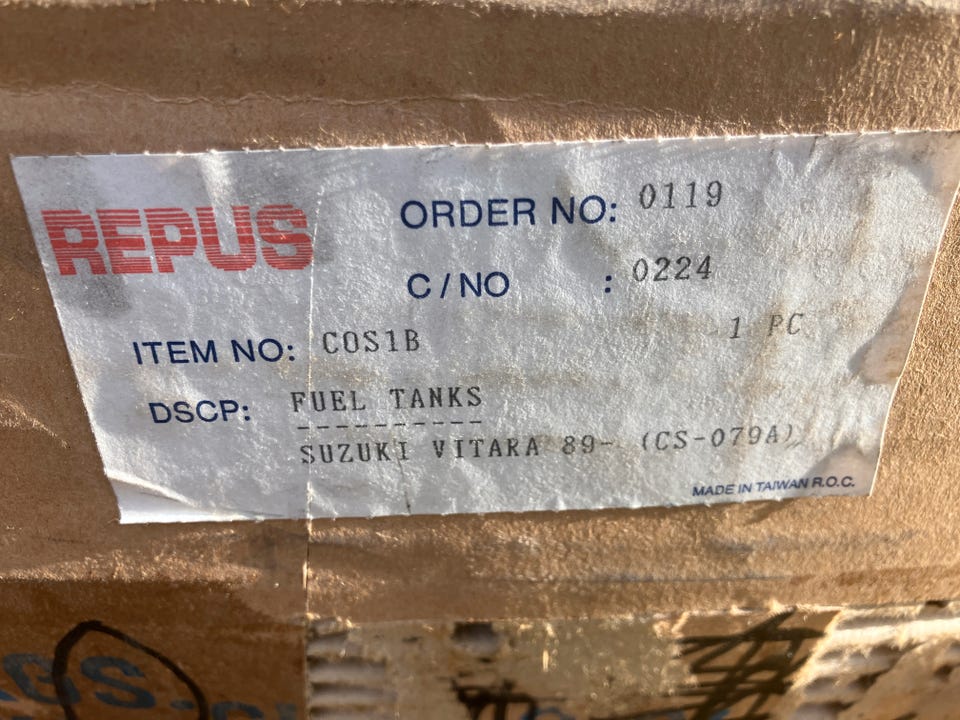 REPUS
ORDER NO: 0119
C/NO : 0224
ITEM NO: COS1B 1 PC
DSCP: FUEL TANKS
----------
SUZUKI VITARA 89- (CS-079A)
MADE IN TAIWAN R.O.C.